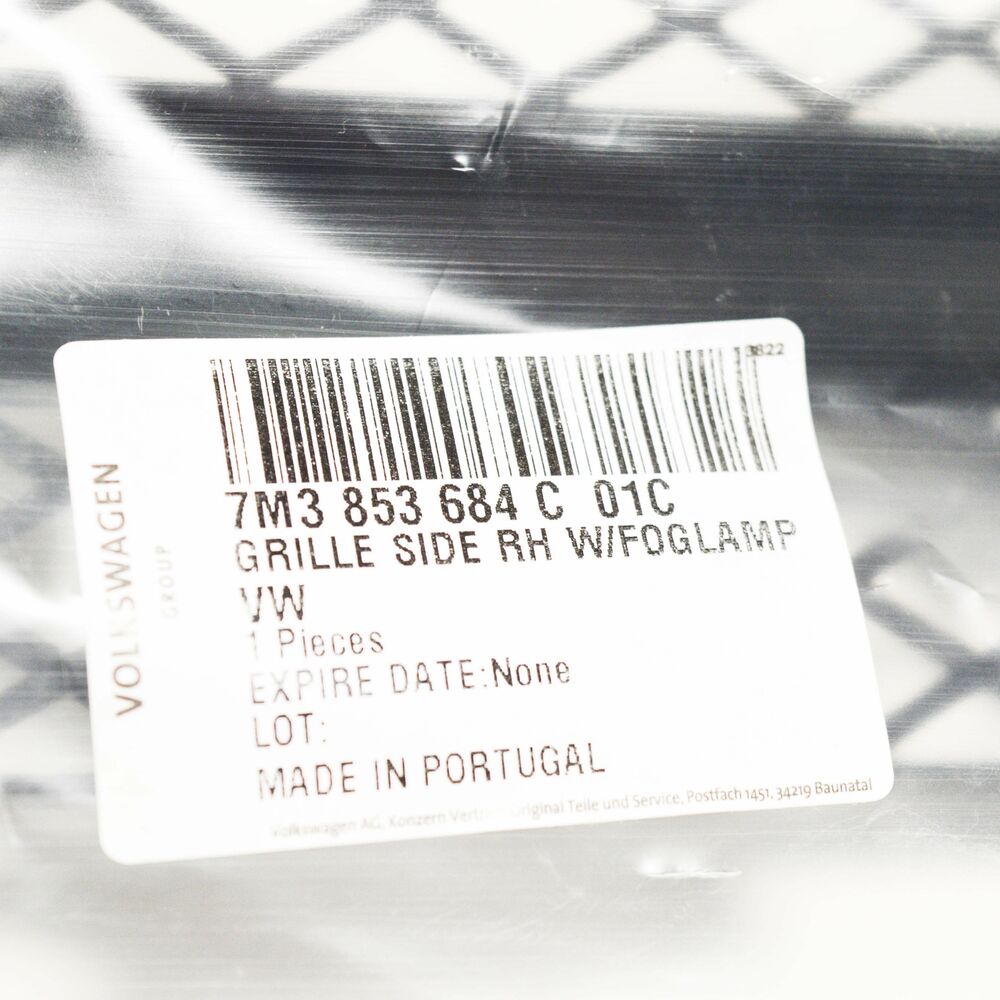 3822
7M3 853 684 C 01C
GRILLE SIDE RH W/FOGLAMP
VW
1 Pieces
EXPIRE DATE:None
LOT:
MADE IN PORTUGAL
Volkswagen AG, Konzern Vertrieb Original Teile und Service, Postfach 1451, 34219 Baunatal
VOLKSWAGEN
GROUP